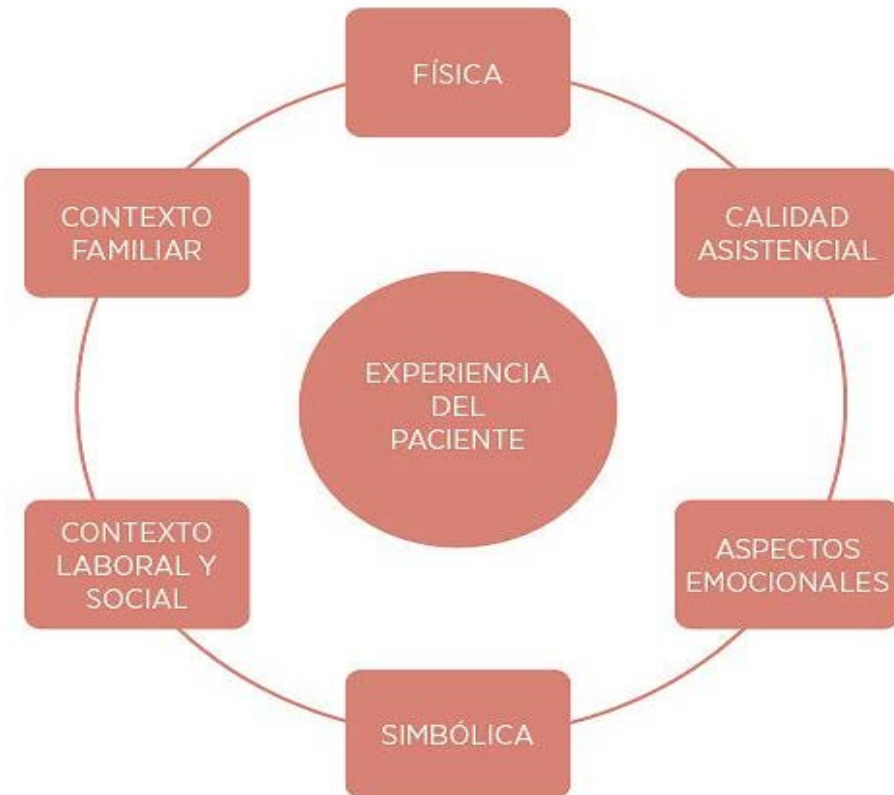 FÍSICA
CALIDAD
ASISTENCIAL
ASPECTOS
EMOCIONALES
SIMBÓLICA
CONTEXTO
LABORAL Y
SOCIAL
CONTEXTO
FAMILIAR
EXPERIENCIA
DEL
PACIENTE